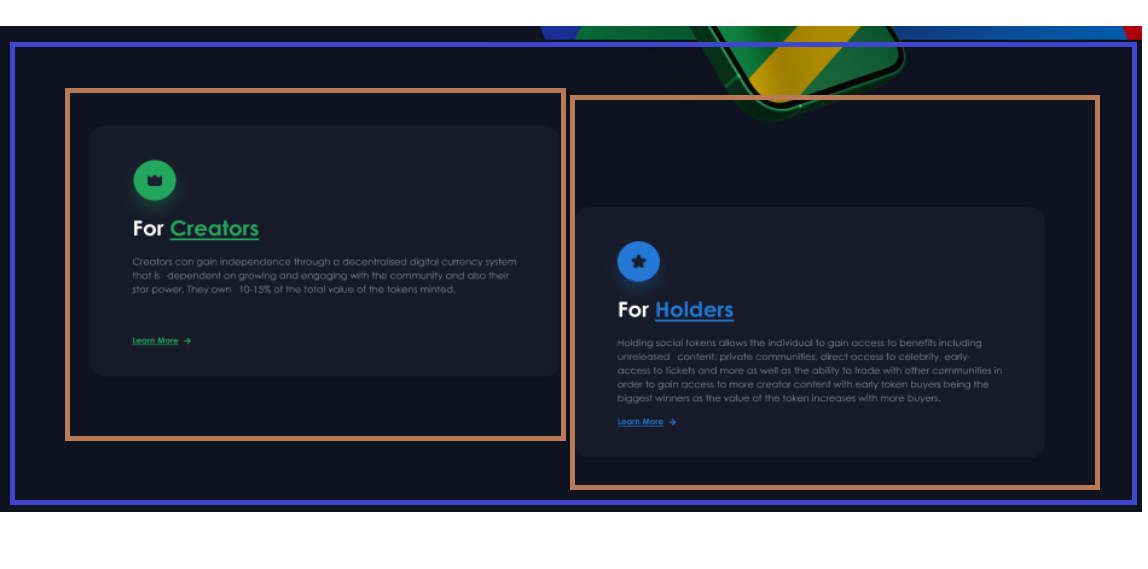 For Creators
Creators can gain independence through a decentralised digital currency system
that is dependent on growing and engaging with the community and also their
star power. They own 10-15% of the total value of the tokens minted.
Learn More →
For Holders
Holding social tokens allows the individual to gain access to benefits including
unreleased content, private communities, direct access to celebrity, early-
access to tickets and more as well as the ability to trade with other communities in
order to gain access to more creator content with early token buyers being the
biggest winners as the value of the token increases with more buyers.
Learn More →